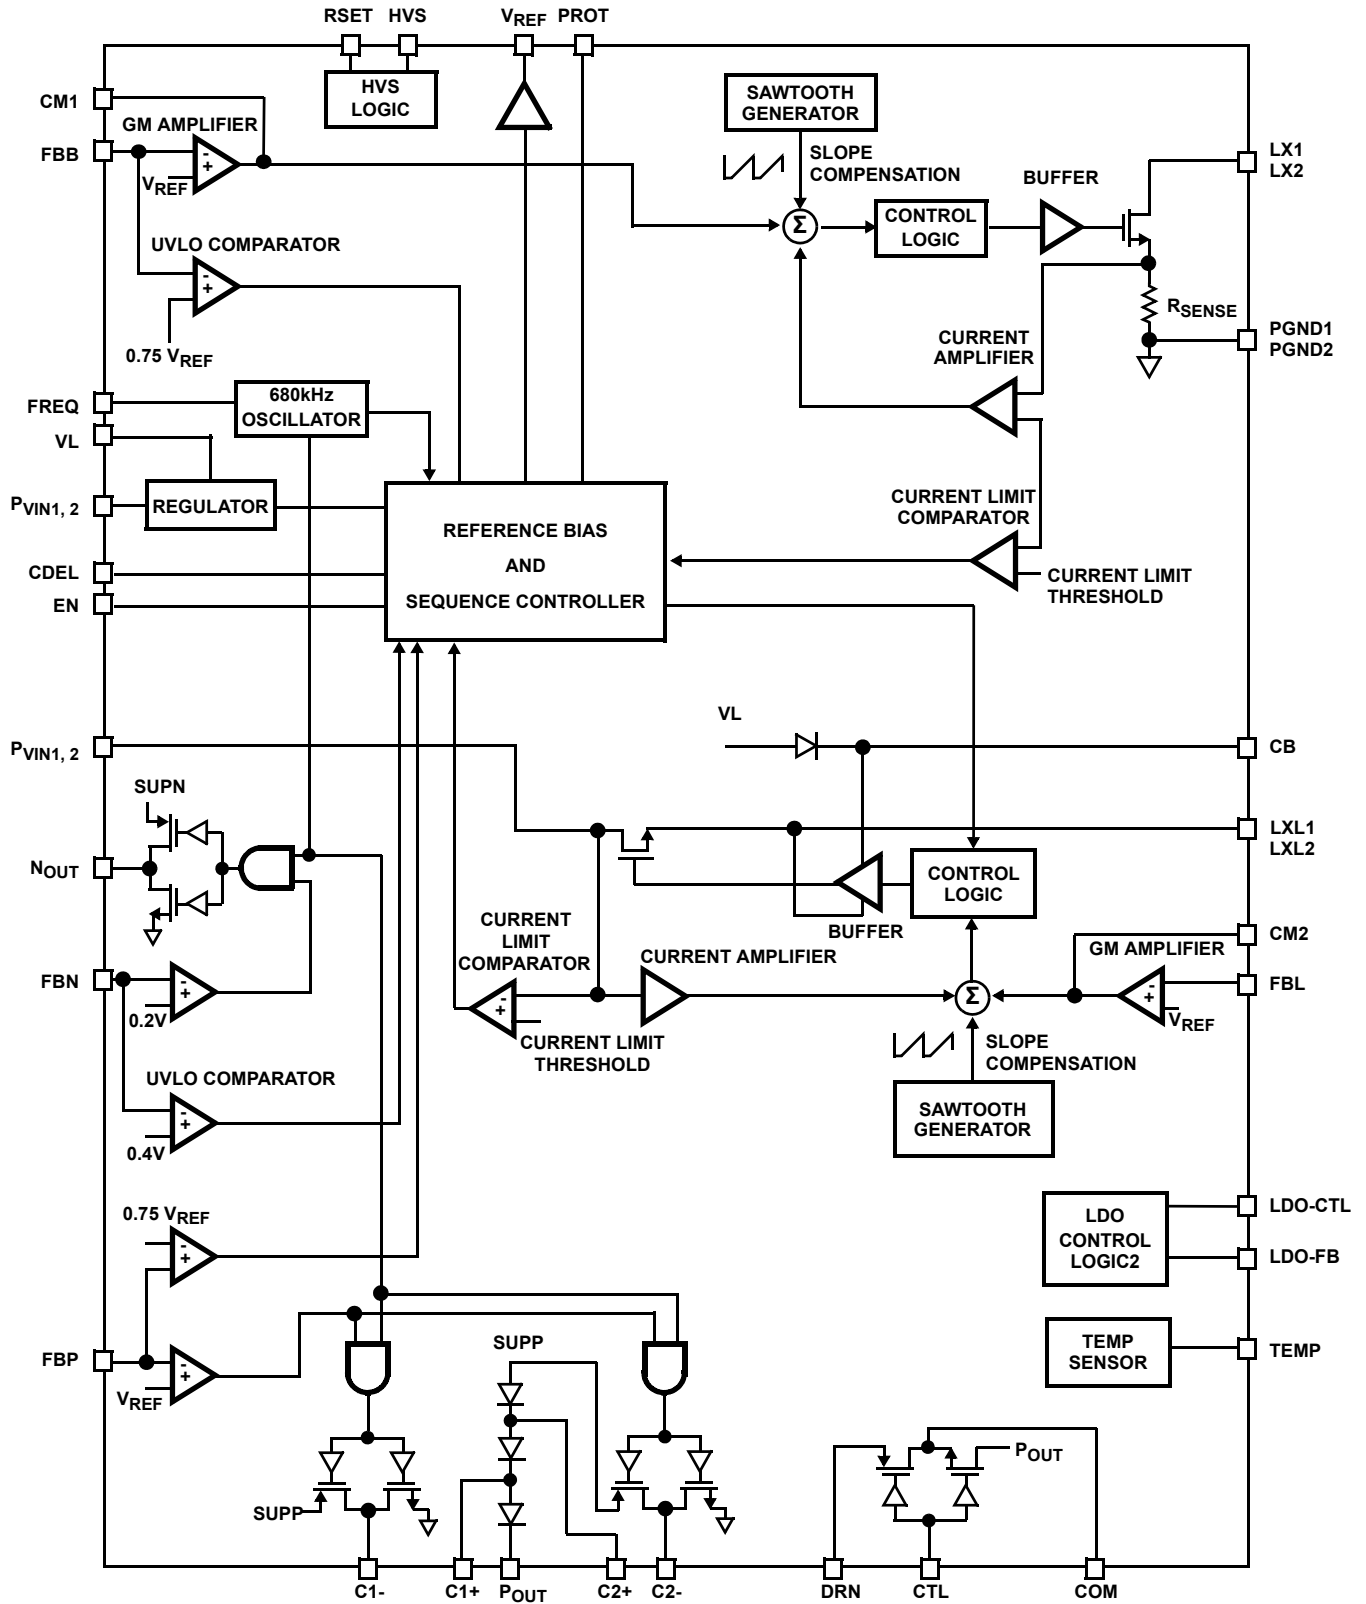 RSET HVS VREF PROT
HVS
LOGIC
CM1
GM AMPLIFIER
FBB
-
+
VREF
SAWTOOTH
GENERATOR
SLOPE
COMPENSATION
Σ
CONTROL
LOGIC
BUFFER
LX1
LX2
RSENSE
PGND1
PGND2
UVLO COMPARATOR
-
+
0.75 VREF
CURRENT
AMPLIFIER
FREQ
680kHz
OSCILLATOR
VL
PVIN1, 2
REGULATOR
REFERENCE BIAS
AND
SEQUENCE CONTROLLER
CURRENT LIMIT
COMPARATOR
CURRENT LIMIT
THRESHOLD
CDEL
EN
PVIN1, 2
VL
CB
SUPN
NOUT
LXL1
LXL2
CONTROL
LOGIC
BUFFER
CURRENT
LIMIT
COMPARATOR
-
+
CURRENT LIMIT
THRESHOLD
CURRENT AMPLIFIER
Σ
GM AMPLIFIER
CM2
FBL
-
+
VREF
FBN
-
+
0.2V
SLOPE
COMPENSATION
SAWTOOTH
GENERATOR
UVLO COMPARATOR
-
+
0.4V
0.75 VREF
-
+
LDO
CONTROL
LOGIC2
LDO-CTL
LDO-FB
FBP
-
+
VREF
TEMP
SENSOR
TEMP
SUPP
SUPP
POUT
C1- C1+ POUT C2+ C2- DRN CTL COM